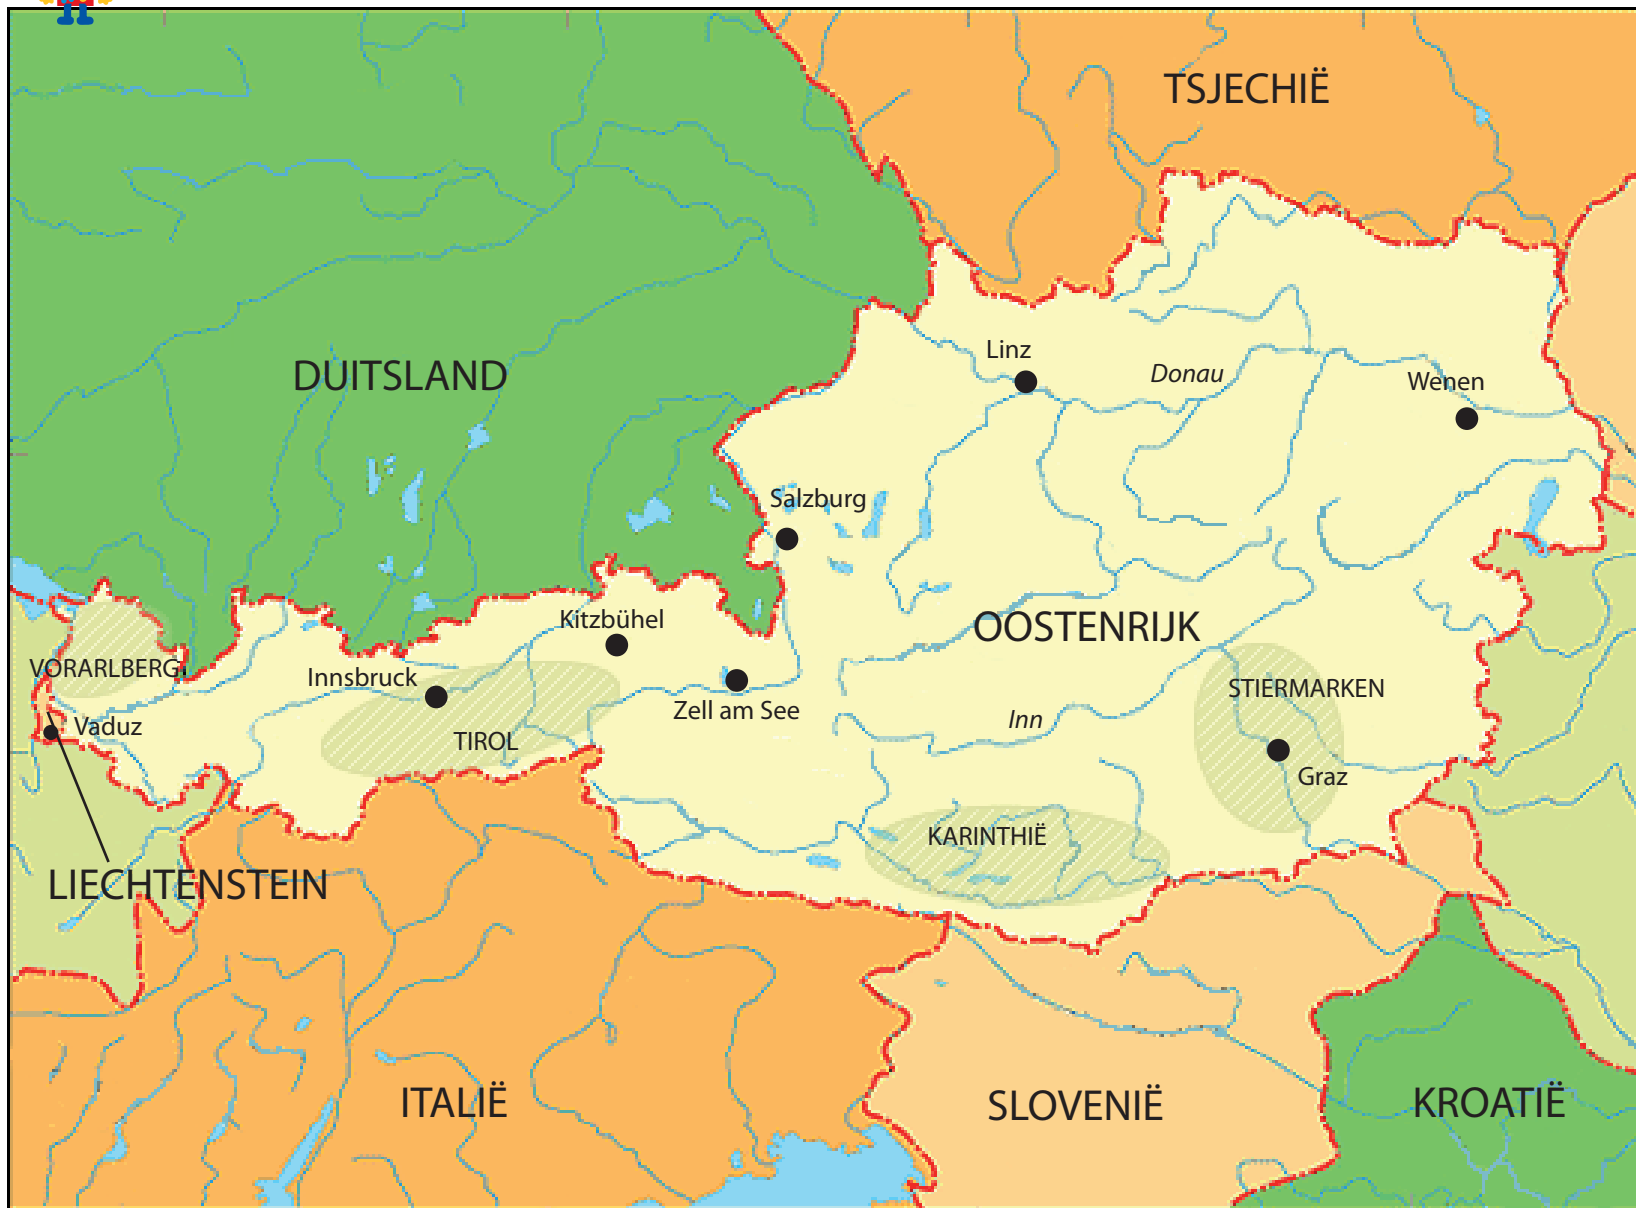 TSJECHIË
Linz
DUITSLAND
Donau
Wenen
Salzburg
Kitzbühel
OOSTENRIJK
VORARLBERG
Innsbruck
STIERMARKEN
Zell am See
Inn
Vaduz
TIROL
Graz
KARINTHIË
LIECHTENSTEIN
ITALIË
SLOVENIË
KROATIË